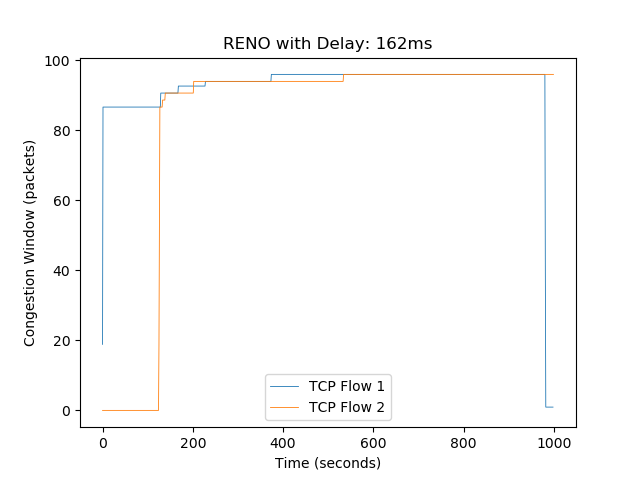 RENO with Delay: 162ms
100
80
60
40
20
0
Congestion Window (packets)
TCP Flow 1
TCP Flow 2
0 200 400 600 800 1000
Time (seconds)